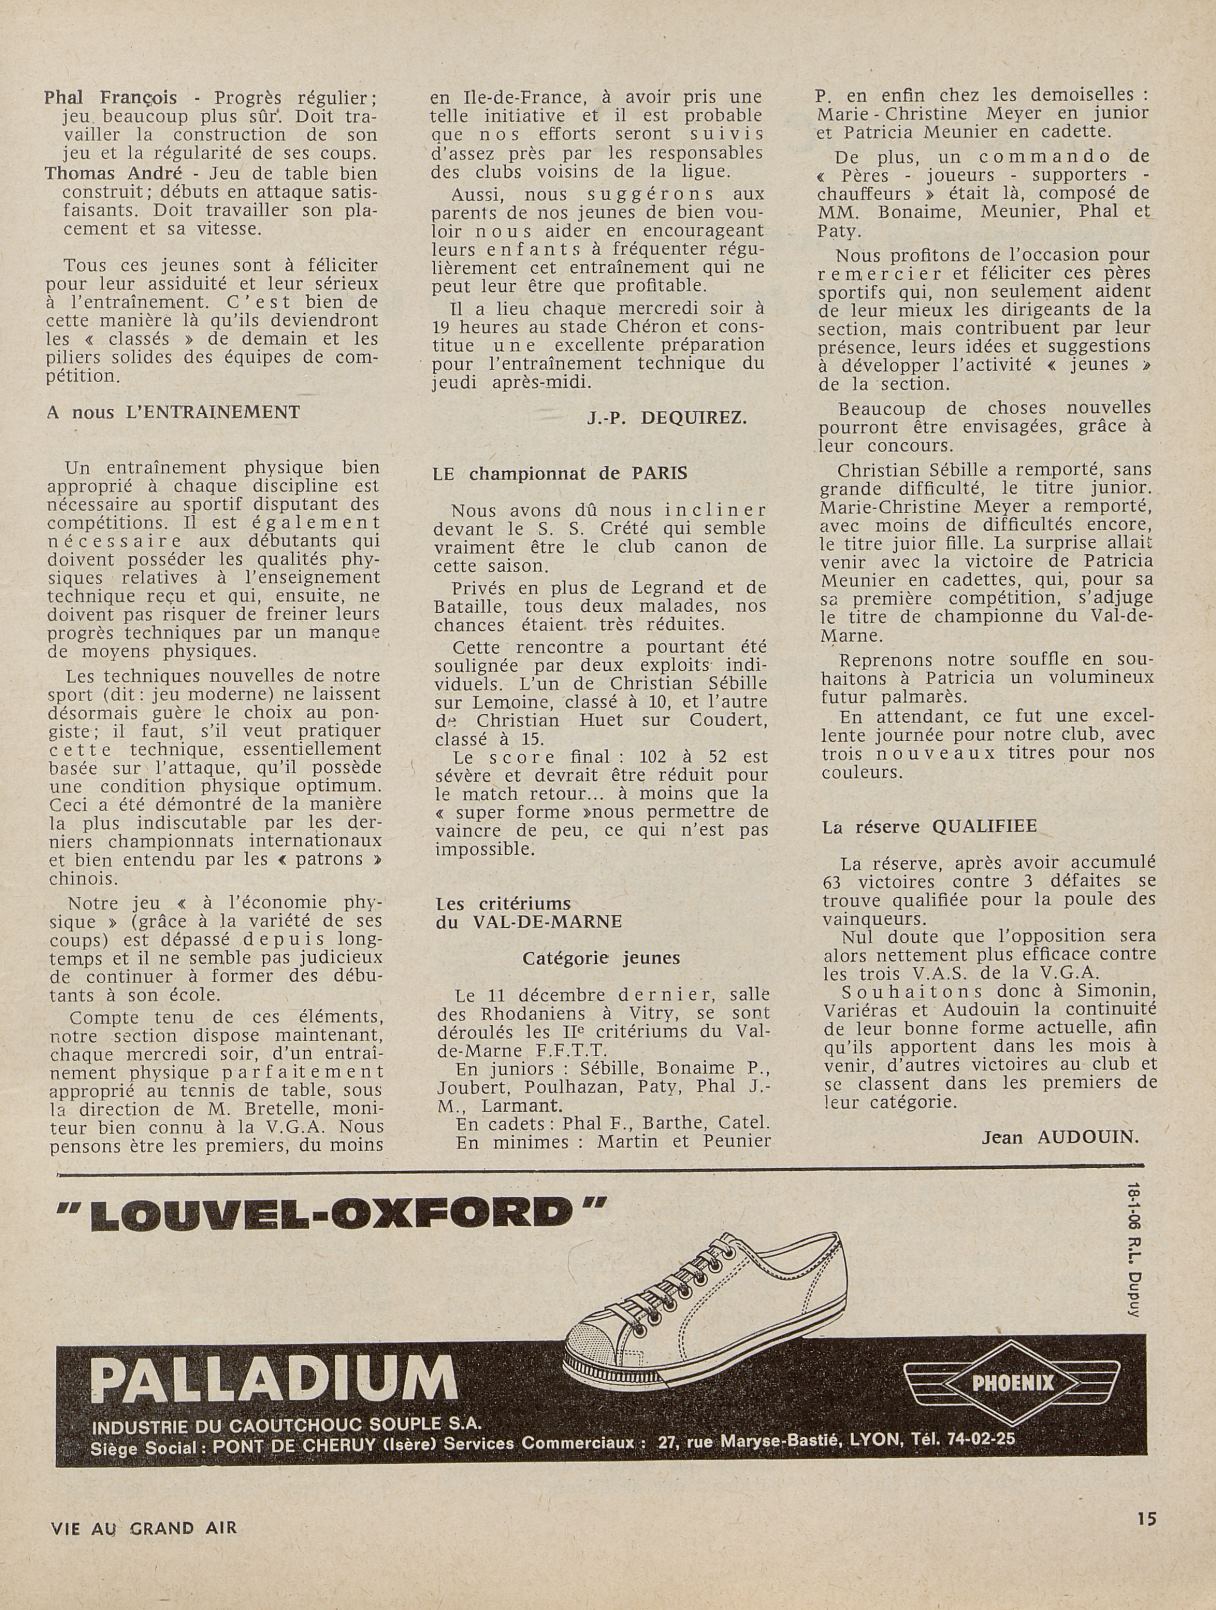 Phal François - Progrès régulier;
jeu beaucoup plus sûr. Doit tra-
vailler la construction de son
jeu et la régularité de ses coups.
Thomas André - Jeu de table bien
construit; débuts en attaque satis-
faisants. Doit travailler son pla-
cement et sa vitesse.
Tous ces jeunes sont à féliciter
pour leur assiduité et leur sérieux
à l'entraînement. C'est bien de
cette manière là qu'ils deviendront
les « classés » de demain et les
piliers solides des équipes de com-
pétition.
A nous L'ENTRAINEMENT
Un entraînement physique bien
approprié à chaque discipline est
nécessaire au sportif disputant des
compétitions. Il est également
nécessaire aux débutants qui
doivent posséder les qualités phy-
siques relatives à l'enseignement
technique reçu et qui, ensuite, ne
doivent pas risquer de freiner leurs
progrès techniques par un manque
de moyens physiques.
Les techniques nouvelles de notre
sport (dit : jeu moderne) ne laissent
désormais guère le choix au pon-
giste; il faut, s'il veut pratiquer
cette technique, essentiellement
basée sur l'attaque, qu'il possède
une condition physique optimum.
Ceci a été démontré de la manière
la plus indiscutable par les der-
niers championnats internationaux
et bien entendu par les « patrons »
chinois.
Notre jeu « à l'économie phy-
sique » (grâce à la variété de ses
coups) est dépassé depuis long-
temps et il ne semble pas judicieux
de continuer à former des débu-
tants à son école.
Compte tenu de ces éléments,
notre section dispose maintenant,
chaque mercredi soir, d'un entraî-
nement physique parfaitement
approprié au tennis de table, sous
la direction de M. Bretelle, moni-
teur bien connu à la V.G.A. Nous
pensons ètre les premiers, du moins
en Ile-de-France, à avoir pris une
telle initiative et il est probable
que nos efforts seront suivis
d'assez près par les responsables
des clubs voisins de la ligue.
Aussi, nous suggérons aux
parents de nos jeunes de bien vou-
loir nous aider en encourageant
leurs enfants à fréquenter régu-
lièrement cet entraînement qui ne
peut leur être que profitable.
Il a lieu chaque mercredi soir à
19 heures au stade Chéron et cons-
titue une excellente préparation
pour l'entraînement technique du
jeudi après-midi.
J.-P. DEQUIREZ.
LE championnat de PARIS
Nous avons dû nous incliner
devant le S. S. Crété qui semble
vraiment être le club canon de
cette saison.
Privés en plus de Legrand et de
Bataille, tous deux malades, nos
chances étaient très réduites.
Cette rencontre a pourtant été
soulignée par deux exploits indi-
viduels. L'un de Christian Sébille
sur Lemoine, classé à 10, et l'autre
de Christian Huet sur Coudert,
classé à 15.
Le score final : 102 à 52 est
sévère et devrait être réduit pour
le match retour... à moins que la
« super forme »nous permettre de
vaincre de peu, ce qui n'est pas
impossible.
Les critériums
du VAL-DE-MARNE
Catégorie jeunes
Le 11 décembre dernier, salle
des Rhodaniens à Vitry, se sont
déroulés les IIe critériums du Val-
de-Marne F.F.T.T.
En juniors : Sébille, Bonaime P.,
Joubert, Poulhazan, Paty, Phal J.-
M., Larmant.
En cadets : Phal F., Barthe, Catel.
En minimes : Martin et Peunier
P. en enfin chez les demoiselles :
Marie - Christine Meyer en junior
et Patricia Meunier en cadette.
De plus, un commando de
« Pères - joueurs - supporters -
chauffeurs » était là, composé de
MM. Bonaime, Meunier, Phal et
Paty.
Nous profitons de l'occasion pour
remercier et féliciter ces pères
sportifs qui, non seulement aident
de leur mieux les dirigeants de la
section, mais contribuent par leur
présence, leurs idées et suggestions
à développer l'activité « jeunes »
de la section.
Beaucoup de choses nouvelles
pourront être envisagées, grâce à
leur concours.
Christian Sébille a remporté, sans
grande difficulté, le titre junior.
Marie-Christine Meyer a remporté,
avec moins de difficultés encore,
le titre juior fille. La surprise allait
venir avec la victoire de Patricia
Meunier en cadettes, qui, pour sa
sa première compétition, s'adjuge
le titre de championne du Val-de-
Marne.
Reprenons notre souffle en sou-
haitons à Patricia un volumineux
futur palmarès.
En attendant, ce fut une excel-
lente journée pour notre club, avec
trois nouveaux titres pour nos
couleurs.
La réserve QUALIFIEE
La réserve, après avoir accumulé
63 victoires contre 3 défaites se
trouve qualifiée pour la poule des
vainqueurs.
Nul doute que l'opposition sera
alors nettement plus efficace contre
les trois V.A.S. de la V.G.A.
Souhaitons donc à Simonin,
Variéras et Audouin la continuité
de leur bonne forme actuelle, afin
qu'ils apportent dans les mois à
venir, d'autres victoires au club et
se classent dans les premiers de
leur catégorie.
Jean AUDOUIN.
"LOUVEL-OXFORD"
18-1-06 R.L. Dupuy
PALLADIUM
PHOENIX
INDUSTRIE DU CAOUTCHOUC SOUPLE S.A.
Siège Social : PONT DE CHERUY (Isère) Services Commerciaux : 27, rue Maryse-Bastié, LYON, Tél. 74-02-25
VIE AU GRAND AIR
15